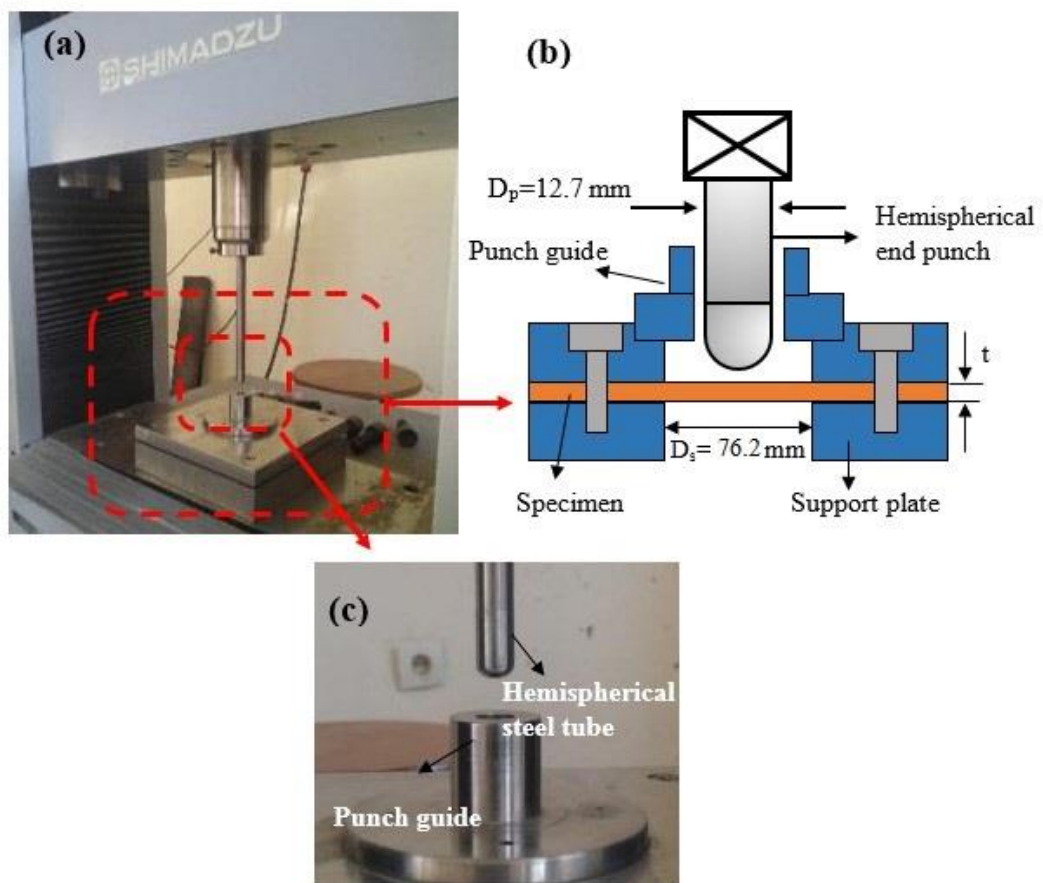 (a)
SHIMADZU
(b)
Dp=12.7 mm
Hemispherical
end punch
Punch guide
t
Ds= 76.2 mm
Specimen
Support plate
(c)
Hemispherical
steel tube
Punch guide